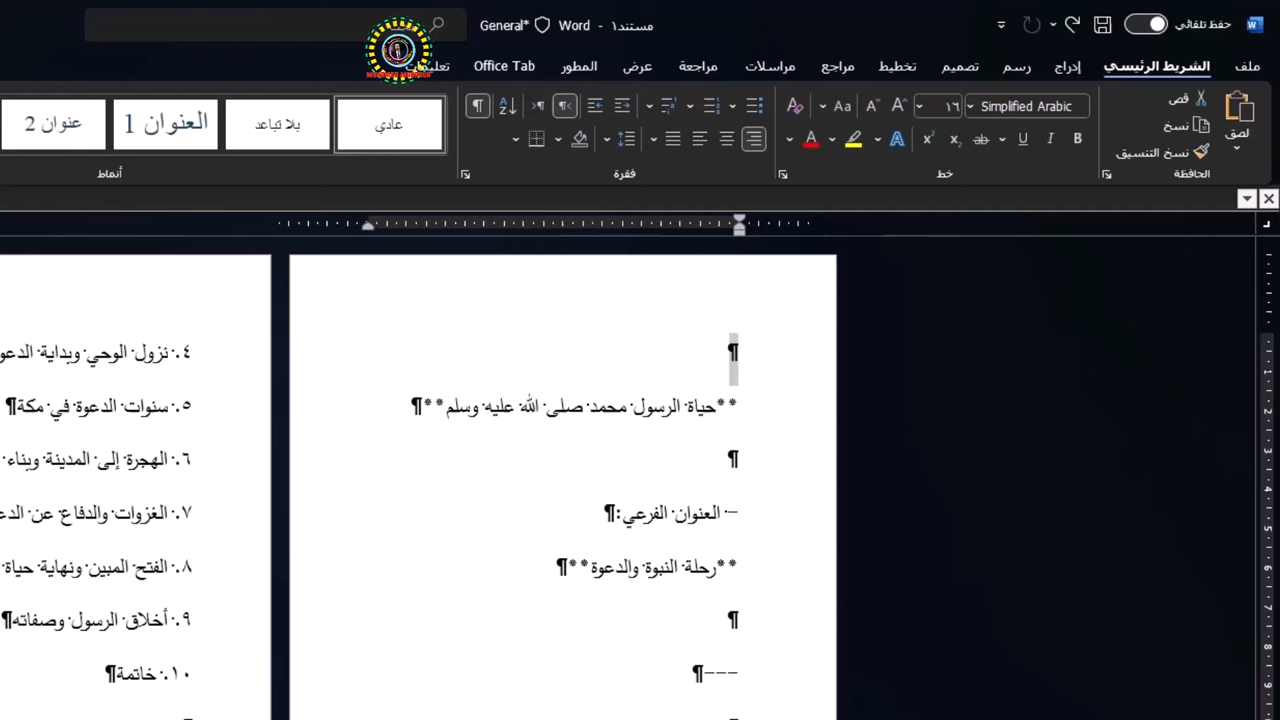 حفظ تلقائي
مستند١ - Word
General*
ملف
الشريط الرئيسي
إدراج
رسم
تصميم
تخطيط
مراجع
مراسلات
مراجعة
عرض
المطور
Office Tab
تعليمات
لصق
قص
نسخ
نسخ التنسيق
الحافظة
Simplified Arabic
١٦
خط
فقرة
عادي
بلا تباعد
العنوان 1
عنوان 2
أنماط
¶
**حياة الرسول محمد صلى الله عليه وسلم**¶
¶
– العنوان الفرعي:¶
**رحلة النبوة والدعوة**¶
¶
---¶
٤. نزول الوحي وبداية الدعو
٥. سنوات الدعوة في مكة¶
٦. الهجرة إلى المدينة وبناء
٧. الغزوات والدفاع عن الدع
٨. الفتح المبين ونهاية حياة
٩. أخلاق الرسول وصفاته¶
١٠. خاتمة¶